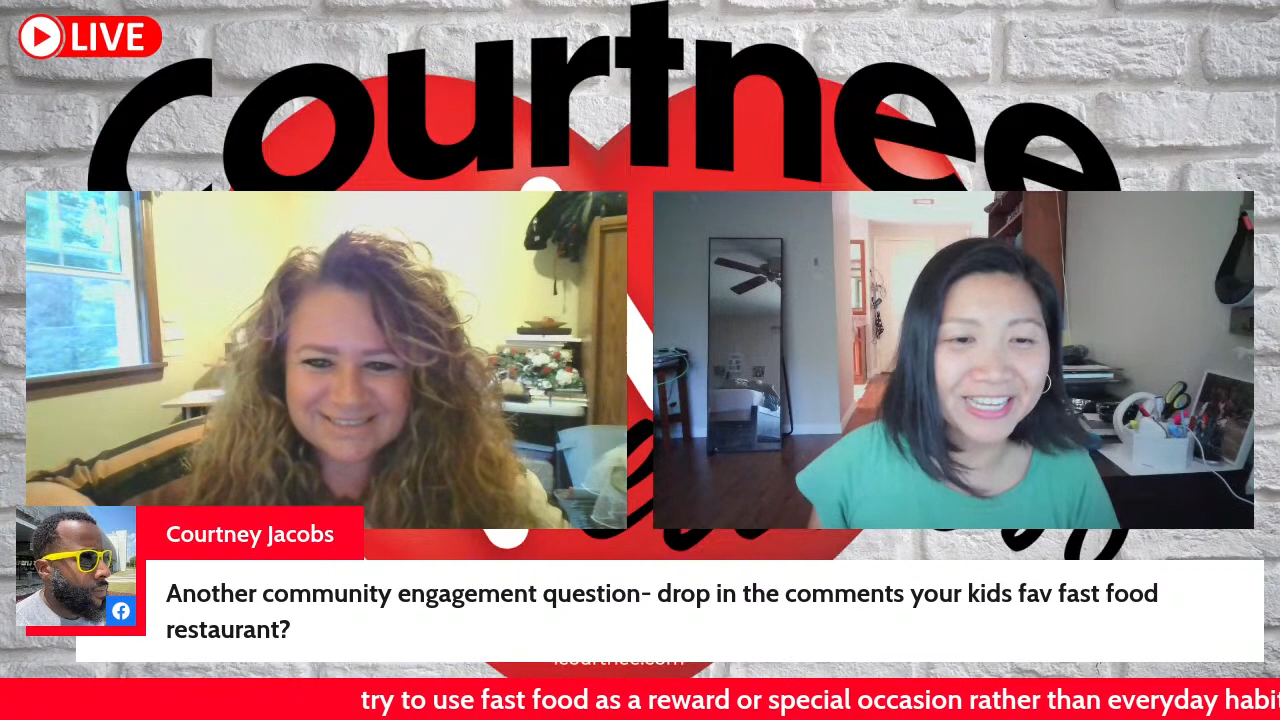 LIVE
Courtnee
Courtney Jacobs
Another community engagement question- drop in the comments your kids fav fast food
restaurant?
try to use fast food as a reward or special occasion rather than everyday habi